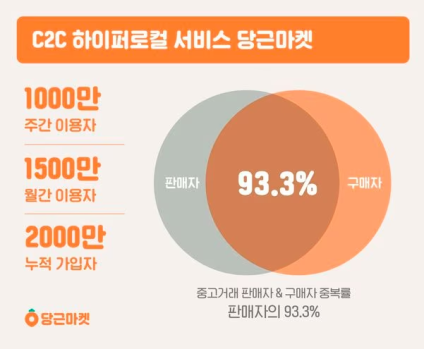 C2C 하이퍼로컬 서비스 당근마켓
1000만
주간 이용자
1500만
월간 이용자
2000만
누적 가입자
판매자
93.3%
구매자
중고거래 판매자 & 구매자 중복률
판매자의 93.3%
당근마켓